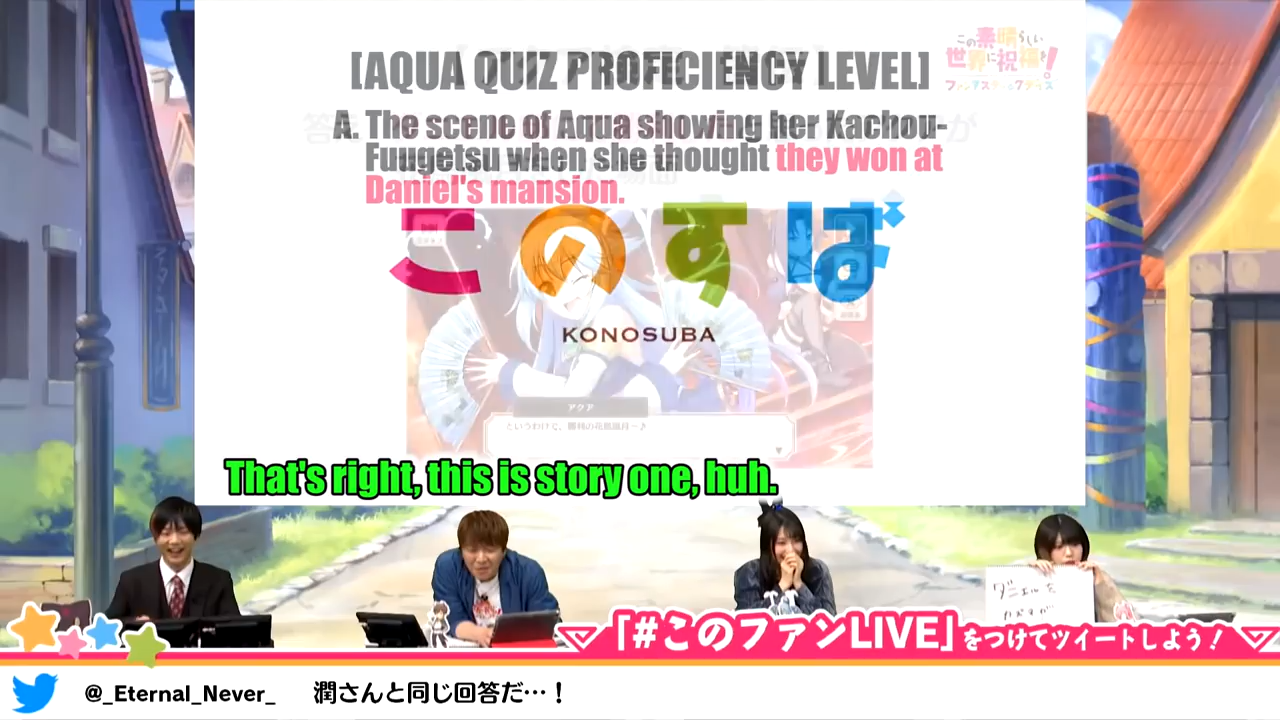 [AQUA QUIZ PROFICIENCY LEVEL]
この素晴らしい
世界に祝福を!
ファンタスティックデイズ
A. The scene of Aqua showing her Kachou-
Fuugetsu when she thought they won at
Daniel's mansion.
このすば
KONOSUBA
アクア
というわけで、勝利の花鳥風月~♪
That's right, this is story one, huh.
ダニエルを
「#このファンLIVE」をつけてツイートしよう!
@_Eternal_Never_ 潤さんと同じ回答だ…!